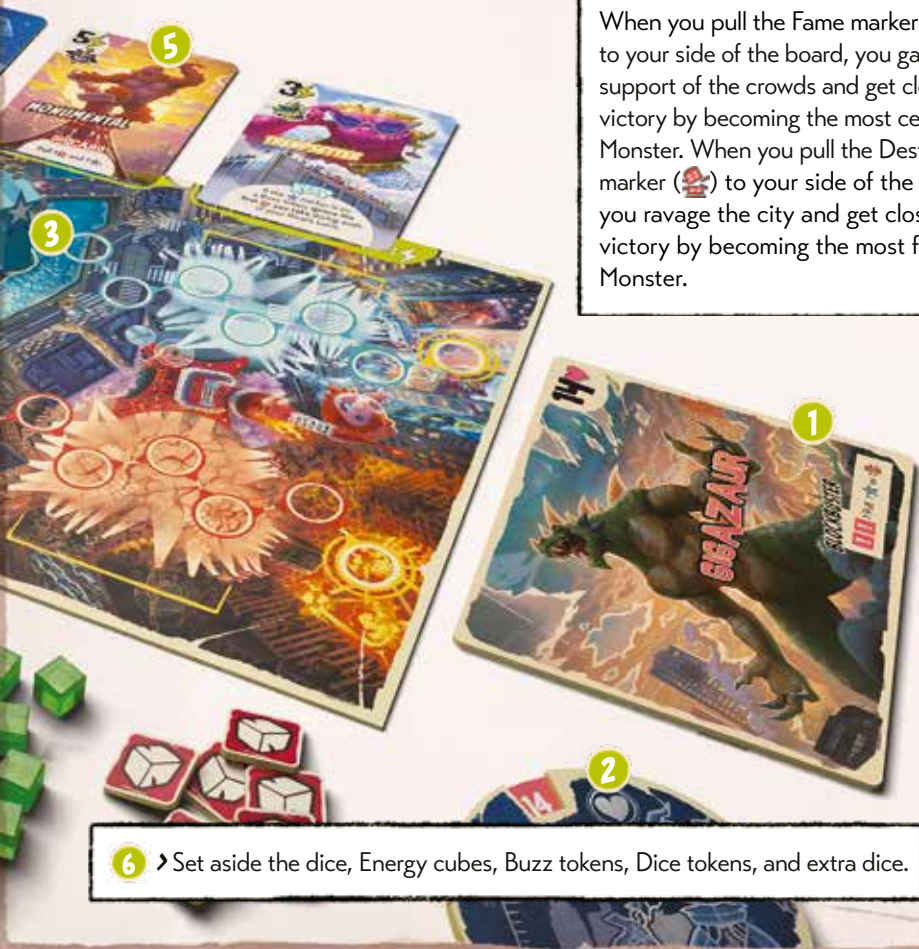 When you pull the Fame marker
to your side of the board, you ga
support of the crowds and get clo
victory by becoming the most ce
Monster. When you pull the Des
marker ( ) to your side of the
you ravage the city and get clos
victory by becoming the most f
Monster.
5
5
MONUMENTAL
3
3
1
14
GIGAZAUR
BLOCKBUSTER
2
14
6 > Set aside the dice, Energy cubes, Buzz tokens, Dice tokens, and extra dice.